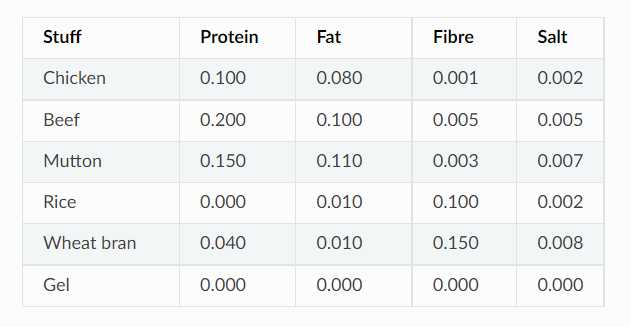 Stuff Protein Fat Fibre Salt
Chicken 0.100 0.080 0.001 0.002
Beef 0.200 0.100 0.005 0.005
Mutton 0.150 0.110 0.003 0.007
Rice 0.000 0.010 0.100 0.002
Wheat bran 0.040 0.010 0.150 0.008
Gel 0.000 0.000 0.000 0.000